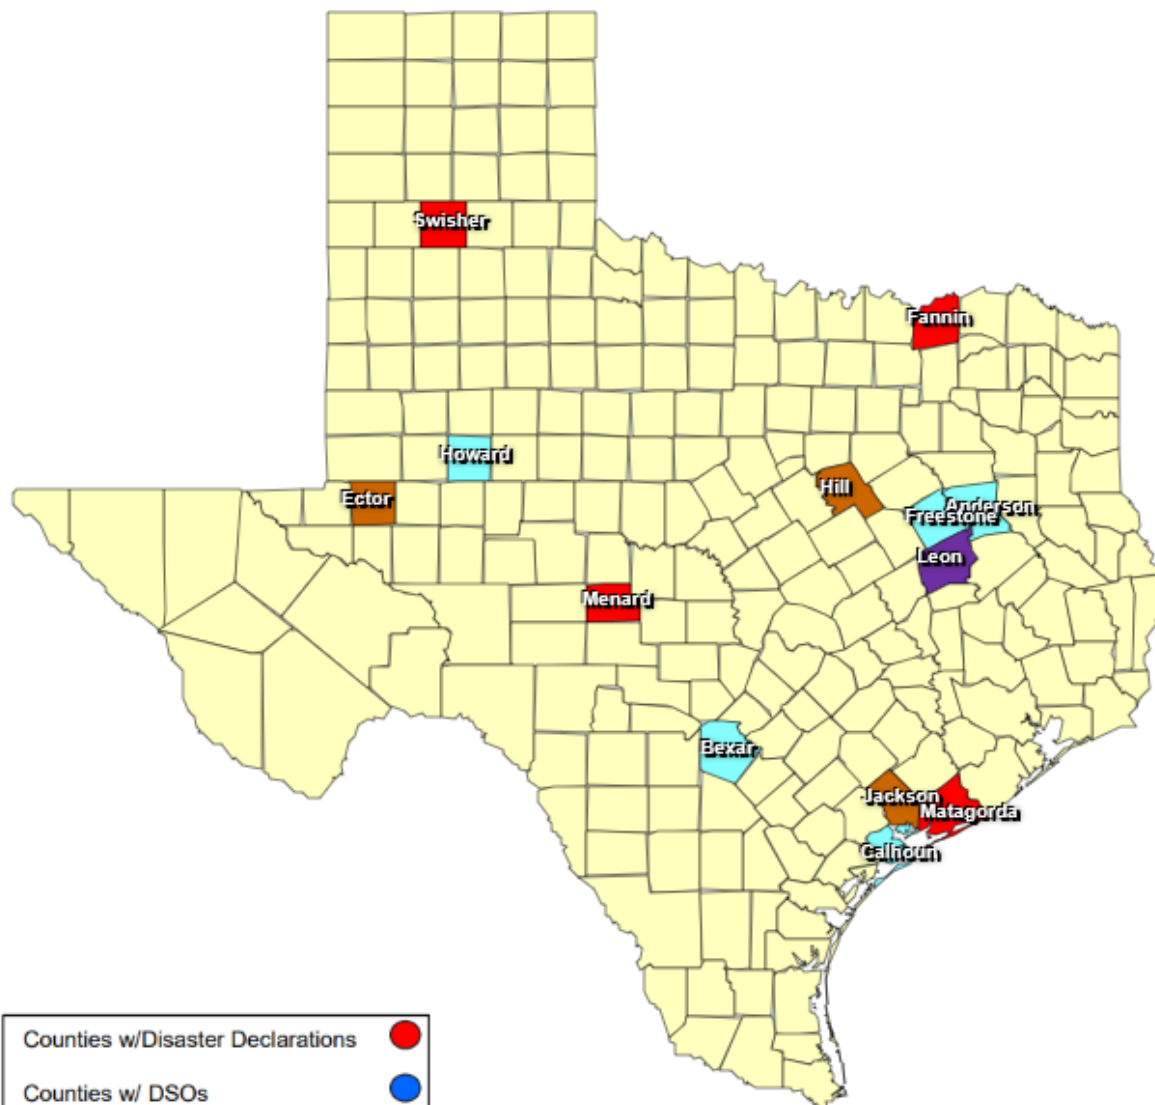 Swisher
Fannin
Howard
Ector
Hill
Anderson
Freestone
Leon
Menard
Bexar
Jackson
Matagorda
Calhoun
Counties w/Disaster Declarations
Counties w/ DSOs